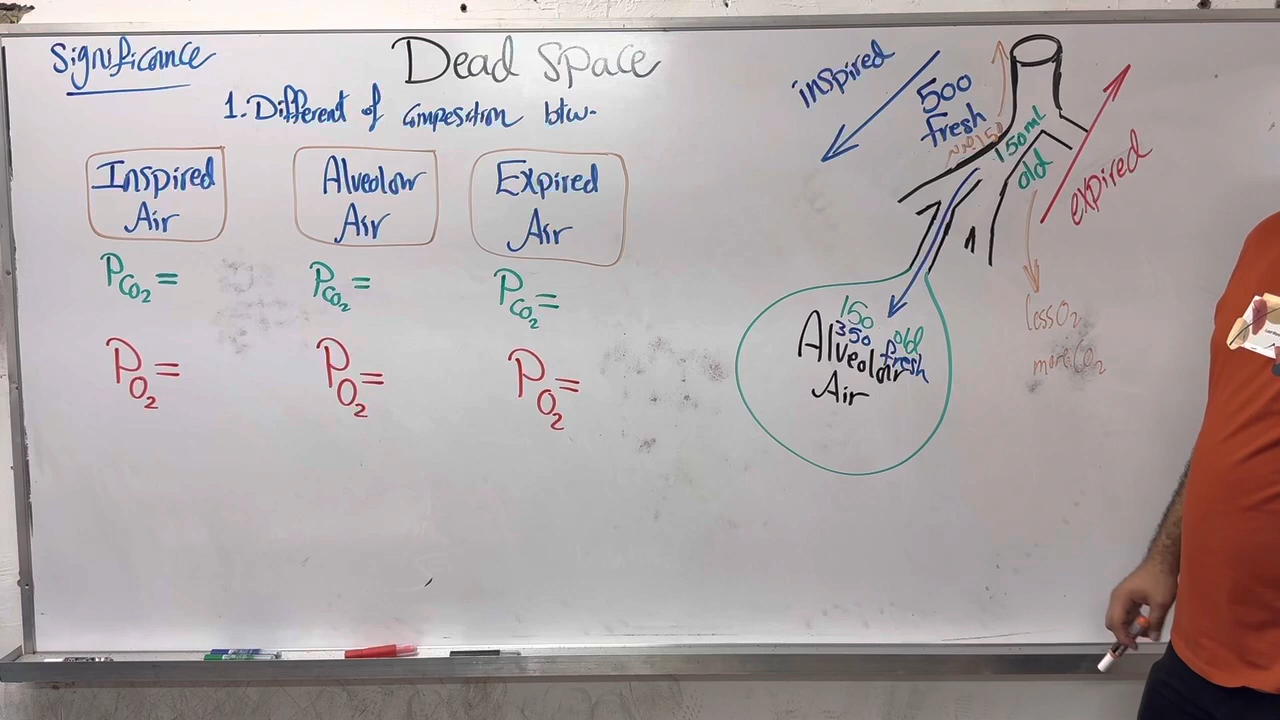 Significance
Dead Space
1. Different of composition btw-
Inspired
Air
Alveolar
Air
Expired
Air
PCO2 =
PCO2 =
PCO2 =
PO2 =
PO2 =
PO2 =
inspired
500
fresh
150
150 ml
old
expired
less O2
more CO2
150 old
350 fresh
Alveolar
Air